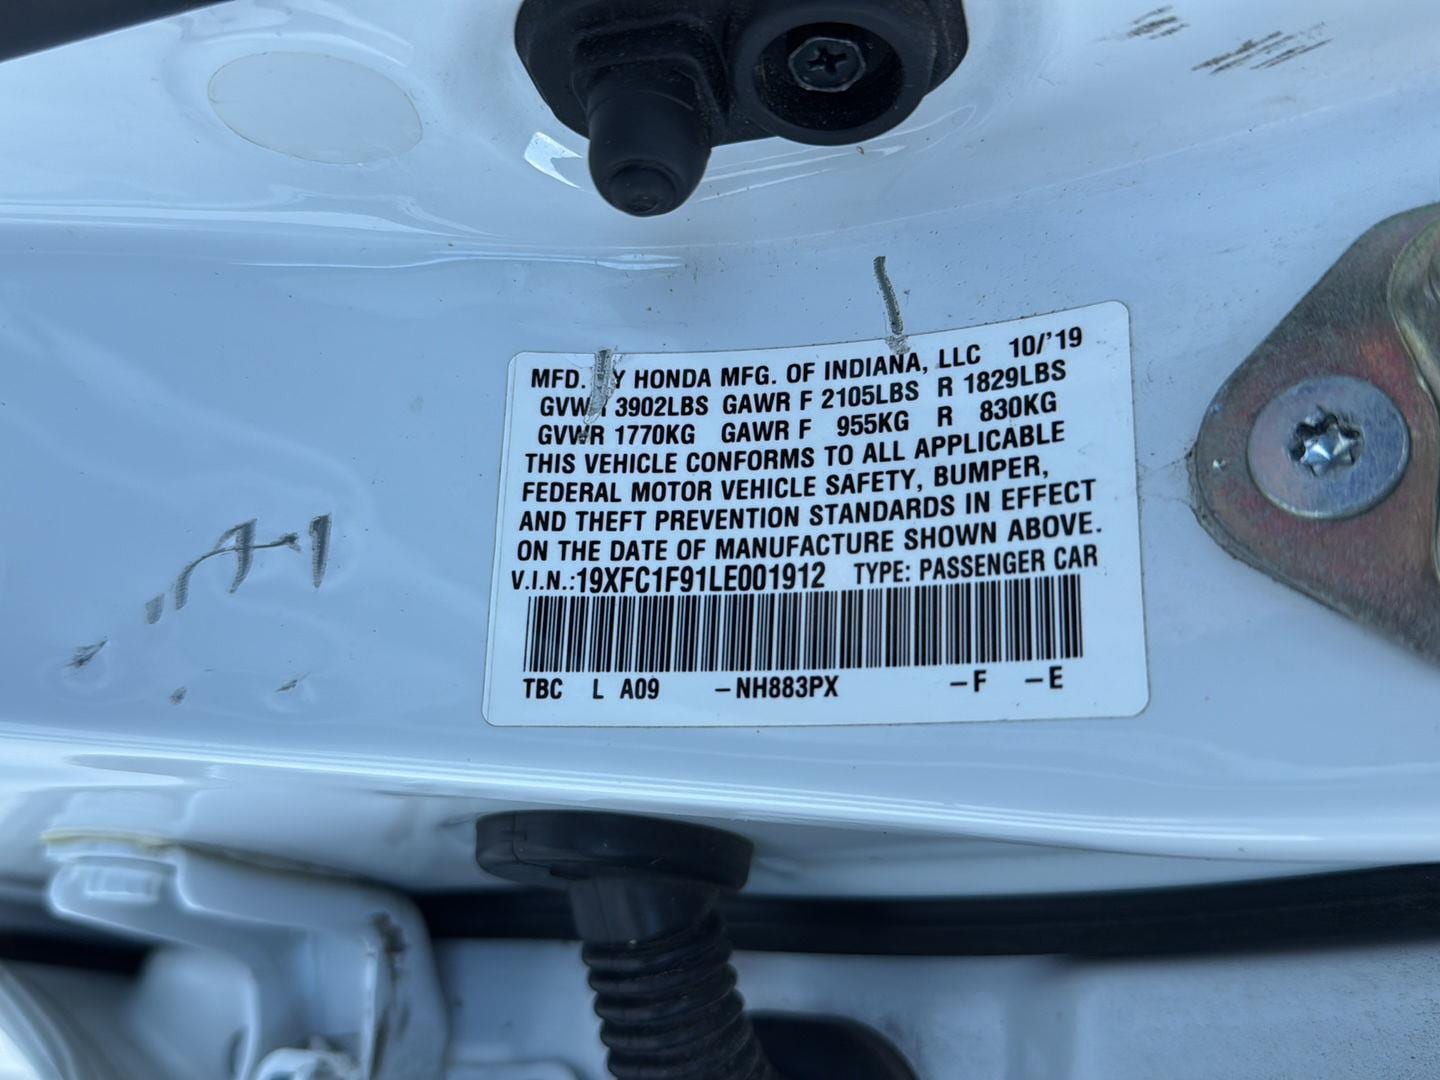 MFD. BY HONDA MFG. OF INDIANA, LLC 10/'19
GVWR 3902LBS GAWR F 2105LBS R 1829LBS
GVWR 1770KG GAWR F 955KG R 830KG
THIS VEHICLE CONFORMS TO ALL APPLICABLE
FEDERAL MOTOR VEHICLE SAFETY, BUMPER,
AND THEFT PREVENTION STANDARDS IN EFFECT
ON THE DATE OF MANUFACTURE SHOWN ABOVE.
V.I.N.:19XFC1F91LE001912 TYPE: PASSENGER CAR
TBC L A09 -NH883PX -F -E